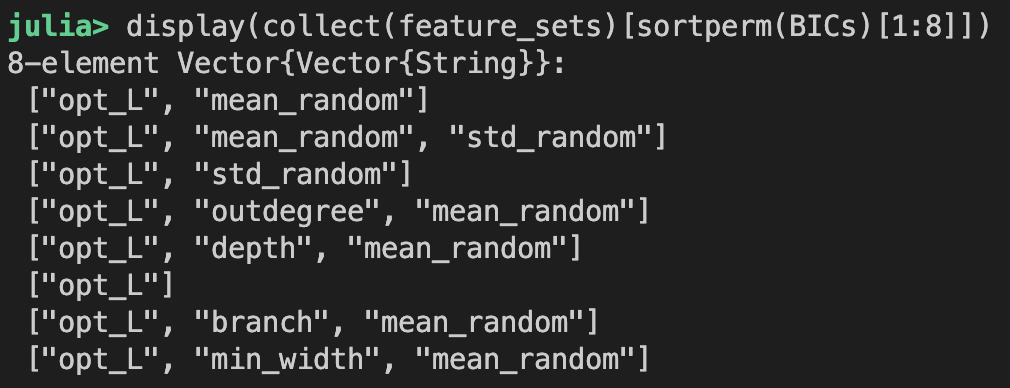 julia> display(collect(feature_sets)[sortperm(BICs)[1:8]])
8-element Vector{Vector{String}}:
 ["opt_L", "mean_random"]
 ["opt_L", "mean_random", "std_random"]
 ["opt_L", "std_random"]
 ["opt_L", "outdegree", "mean_random"]
 ["opt_L", "depth", "mean_random"]
 ["opt_L"]
 ["opt_L", "branch", "mean_random"]
 ["opt_L", "min_width", "mean_random"]